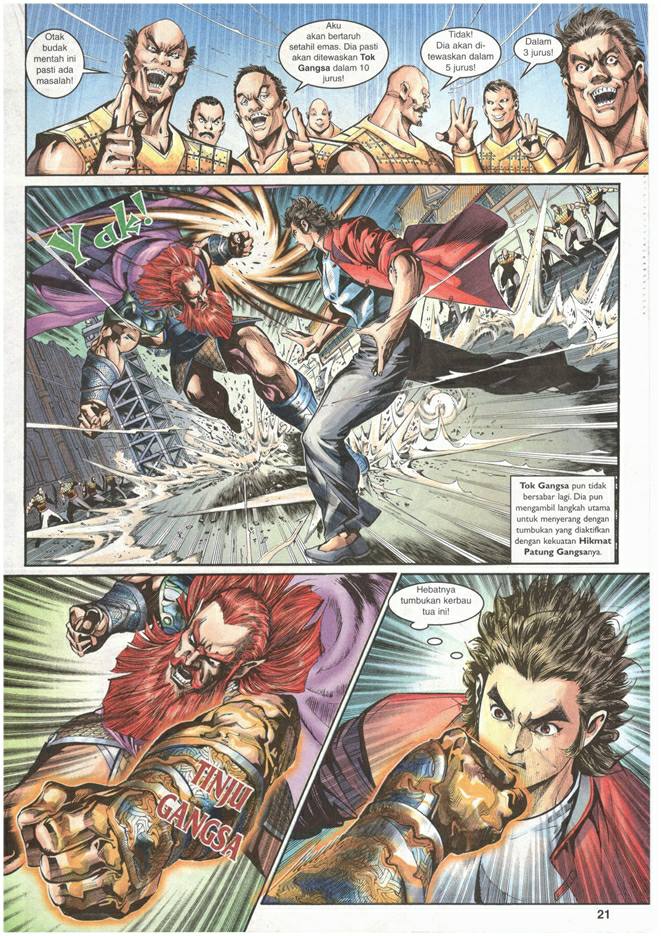 Otak
budak
mentah ini
pasti ada
masalah!
Aku
akan bertaruh
setahil emas. Dia pasti
akan ditewaskan Tok
Gangsa dalam 10
jurus!
Tidak!
Dia akan di-
tewaskan dalam
5 jurus!
Dalam
3 jurus!
Yak!
Tok Gangsa pun tidak
bersabar lagi. Dia pun
mengambil langkah utama
untuk menyerang dengan
tumbukan yang diaktifkan
dengan kekuatan Hikmat
Patung Gangsanya.
TINJU
GANGSA
Hebatnya
tumbukan kerbau
tua ini!
21